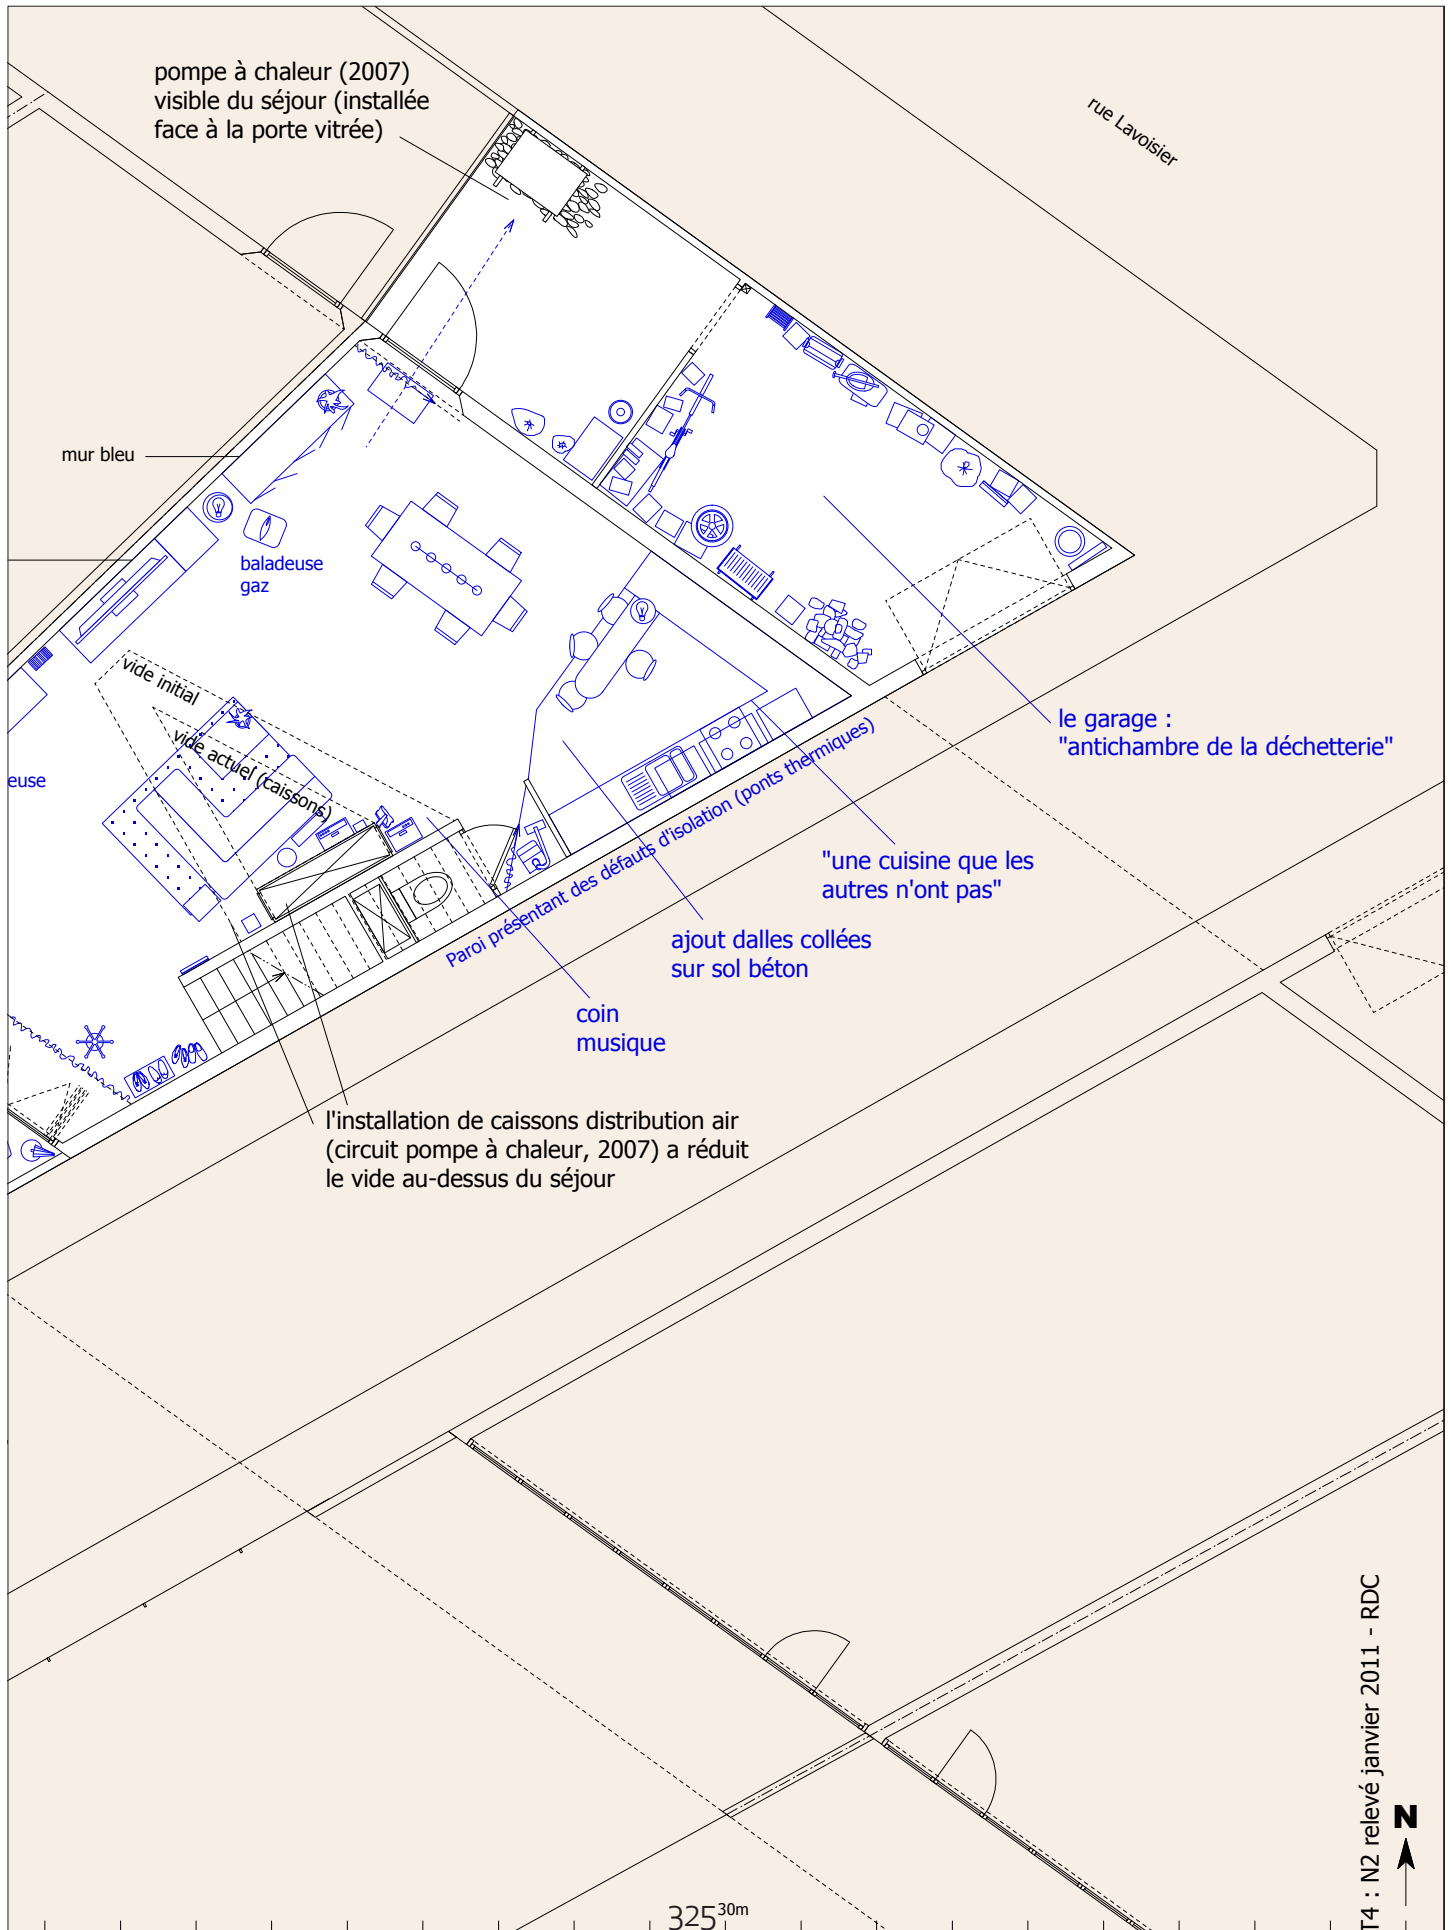 pompe à chaleur (2007)
visible du séjour (installée
face à la porte vitrée)
rue Lavoisier
mur bleu
baladeuse
gaz
vide initial
vide actuel (caissons)
euse
le garage :
"antichambre de la déchetterie"
Paroi présentant des défauts d'isolation (ponts thermiques)
"une cuisine que les
autres n'ont pas"
ajout dalles collées
sur sol béton
coin
musique
l'installation de caissons distribution air
(circuit pompe à chaleur, 2007) a réduit
le vide au-dessus du séjour
T4 : N2 relevé janvier 2011 - RDC
N
325 30m